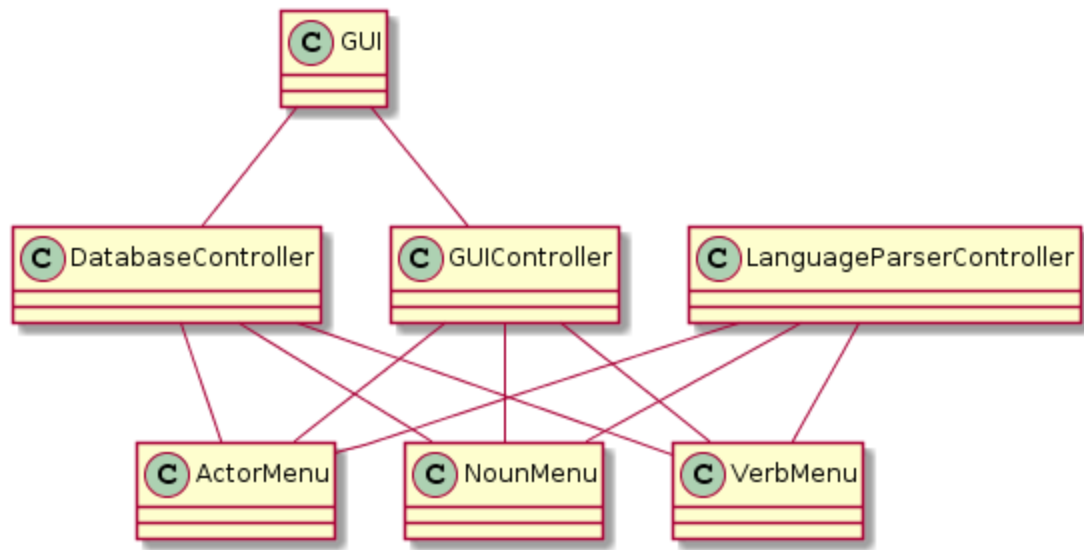 C GUI
C DatabaseController
C GUIController
C LanguageParserController
C ActorMenu
C NounMenu
C VerbMenu